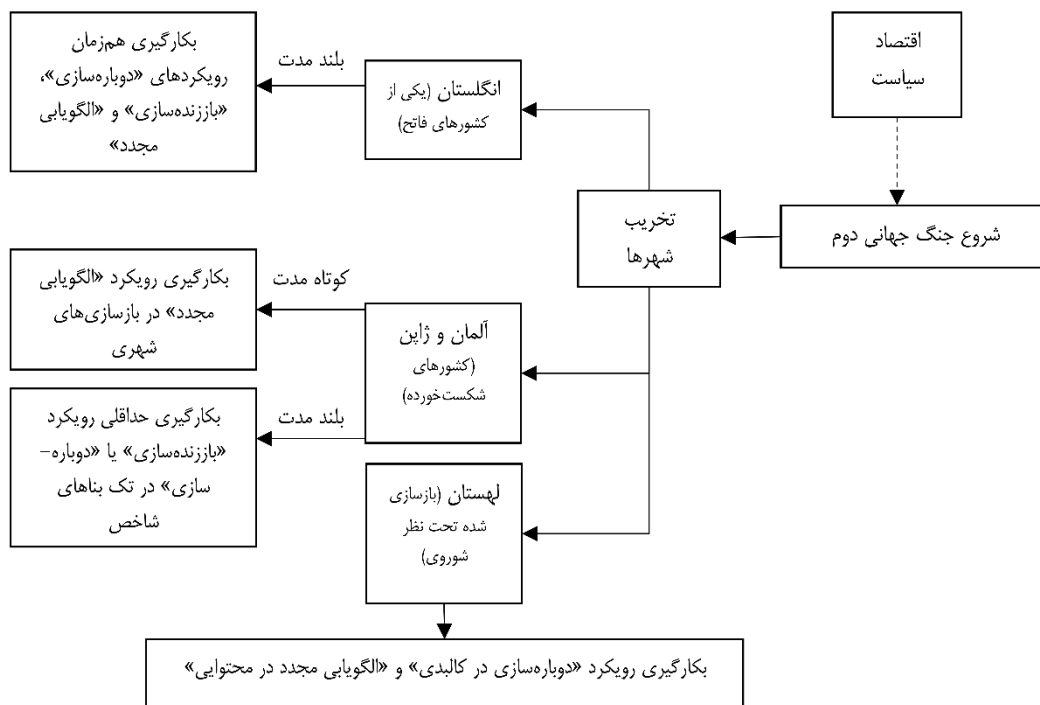 اقتصاد
سیاست
شروع جنگ جهانی دوم
تخریب
شهرها
انگلستان (یکی از
کشورهای فاتح)
بلند مدت
بکارگیری هم‌زمان
رویکردهای «دوباره‌سازی»،
«باززنده‌سازی» و «الگویابی
مجدد»
آلمان و ژاپن
(کشورهای
شکست‌خورده)
کوتاه مدت
بکارگیری رویکرد «الگویابی
مجدد» در بازسازی‌های
شهری
بلند مدت
بکارگیری حداقلی رویکرد
«باززنده‌سازی» یا «دوباره–
سازی» در تک بناهای
شاخص
لهستان (بازسازی
شده تحت نظر
شوروی)
بکارگیری رویکرد «دوباره‌سازی در کالبدی» و «الگویابی مجدد در محتوایی»